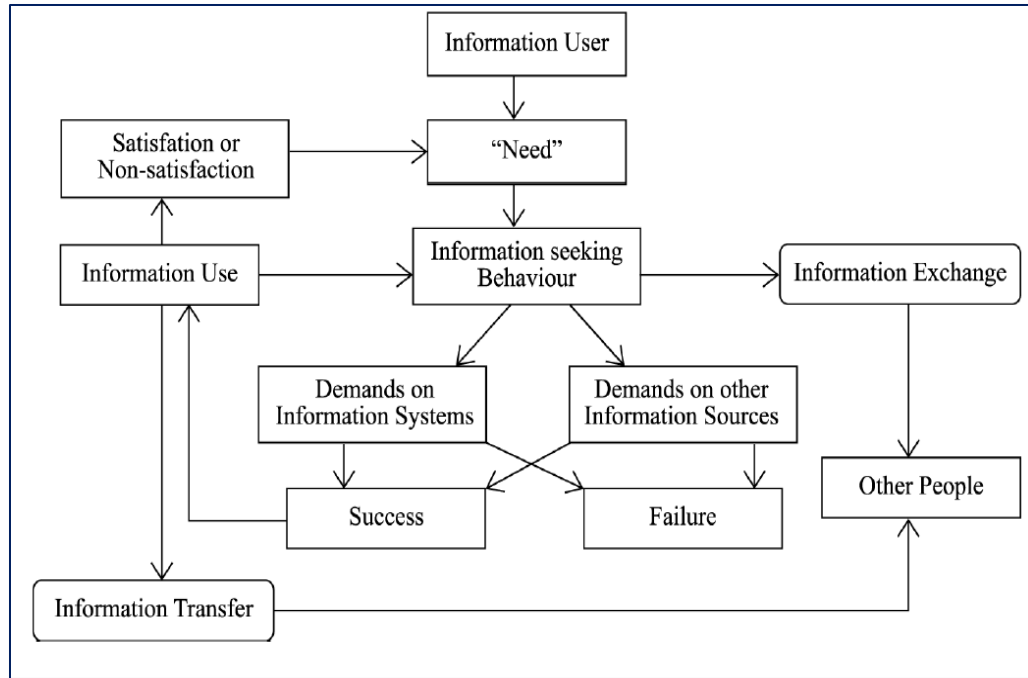 Information User
Satisfation or
Non-satisfaction
“Need”
Information Use
Information seeking
Behaviour
Information Exchange
Demands on
Information Systems
Demands on other
Information Sources
Success
Failure
Other People
Information Transfer